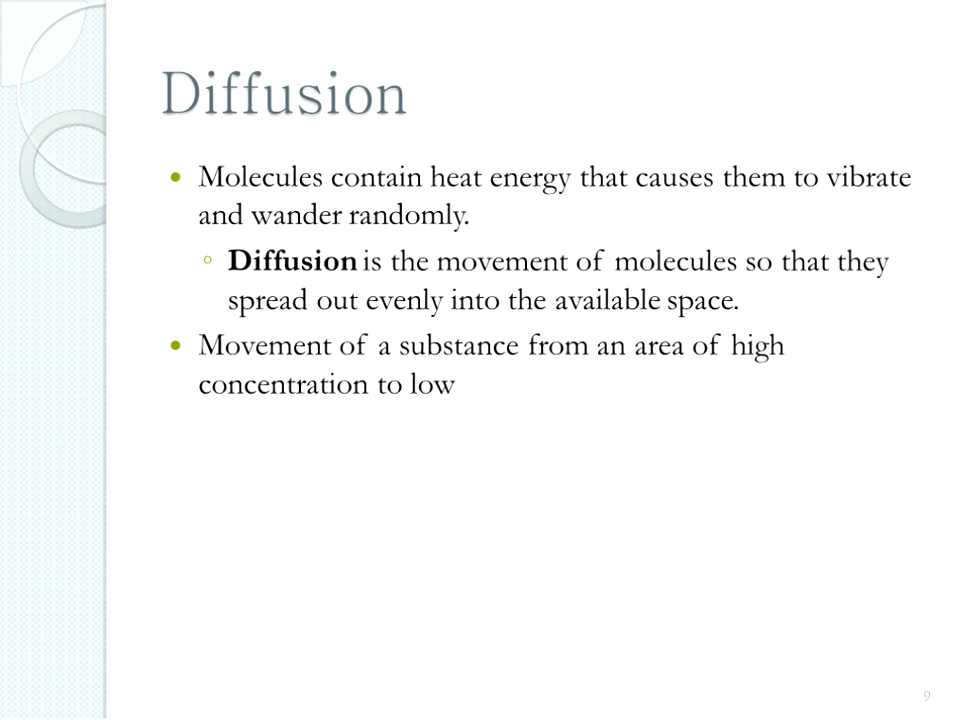 Diffusion
• Molecules contain heat energy that causes them to vibrate
and wander randomly.
◦ Diffusion is the movement of molecules so that they
spread out evenly into the available space.
• Movement of a substance from an area of high
concentration to low
9